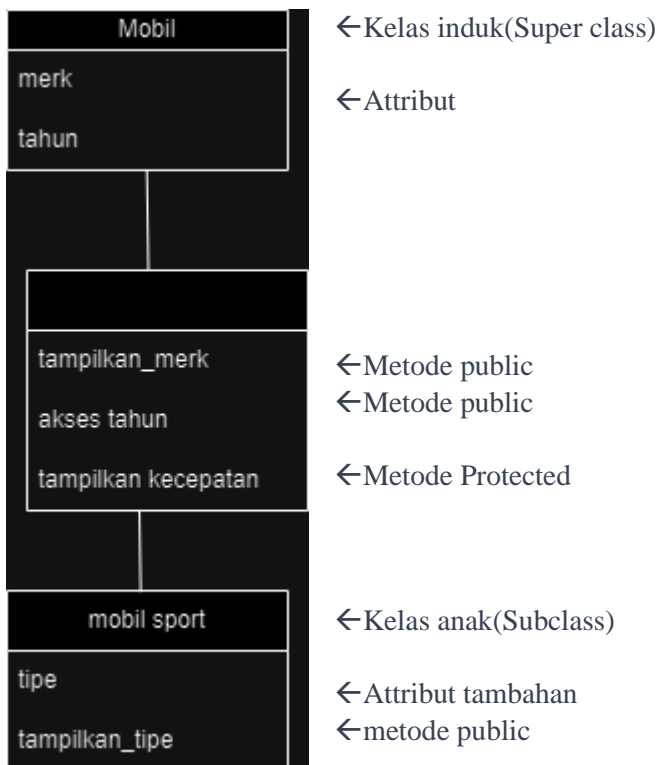 Mobil ←Kelas induk(Super class)
merk
←Attribut
tahun
tampilkan_merk ←Metode public
akses tahun ←Metode public
tampilkan kecepatan ←Metode Protected
mobil sport ←Kelas anak(Subclass)
tipe ←Attribut tambahan
tampilkan_tipe ←metode public